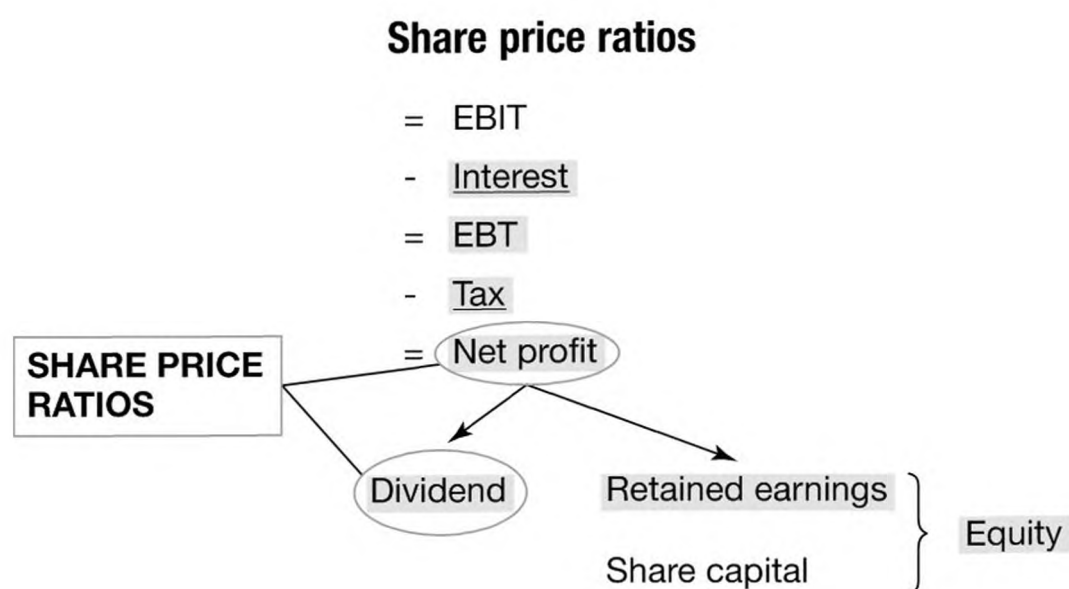 Share price ratios
= EBIT
- Interest
= EBT
- Tax
= Net profit
SHARE PRICE
RATIOS
Dividend
Retained earnings
Equity
Share capital